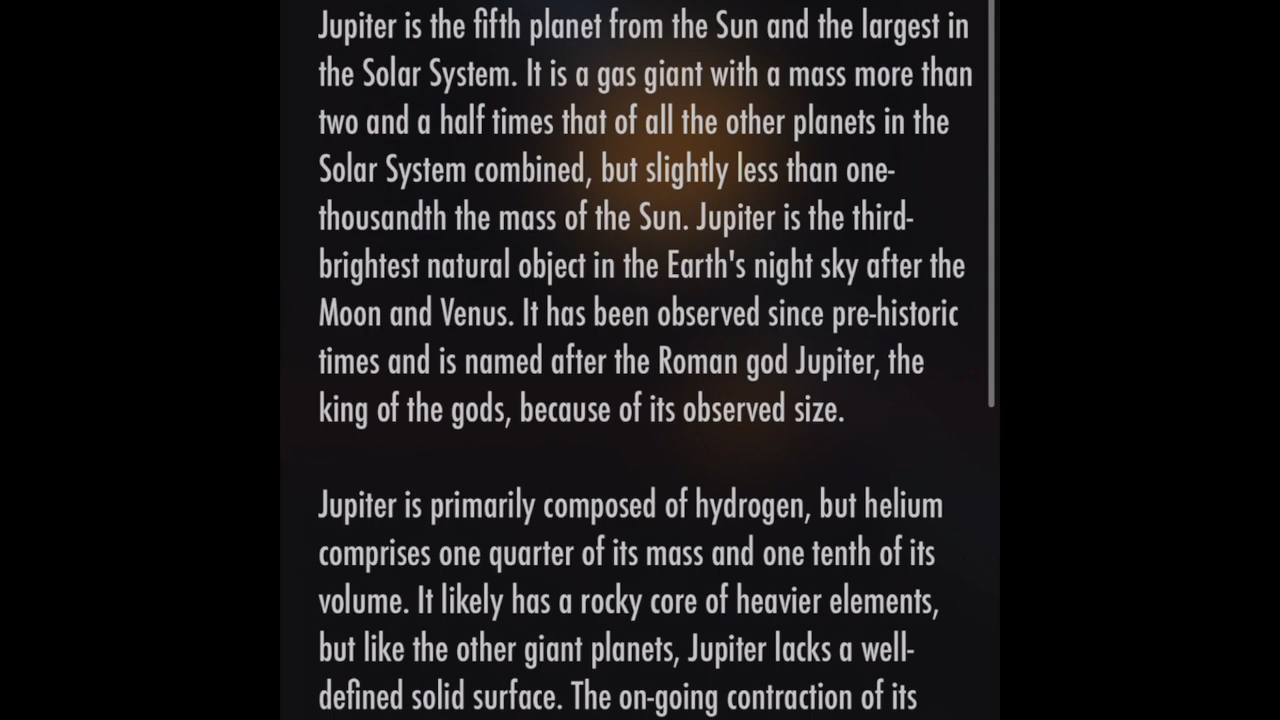 Jupiter is the fifth planet from the Sun and the largest in
the Solar System. It is a gas giant with a mass more than
two and a half times that of all the other planets in the
Solar System combined, but slightly less than one-
thousandth the mass of the Sun. Jupiter is the third-
brightest natural object in the Earth's night sky after the
Moon and Venus. It has been observed since pre-historic
times and is named after the Roman god Jupiter, the
king of the gods, because of its observed size.
Jupiter is primarily composed of hydrogen, but helium
comprises one quarter of its mass and one tenth of its
volume. It likely has a rocky core of heavier elements,
but like the other giant planets, Jupiter lacks a well-
defined solid surface. The on-going contraction of its